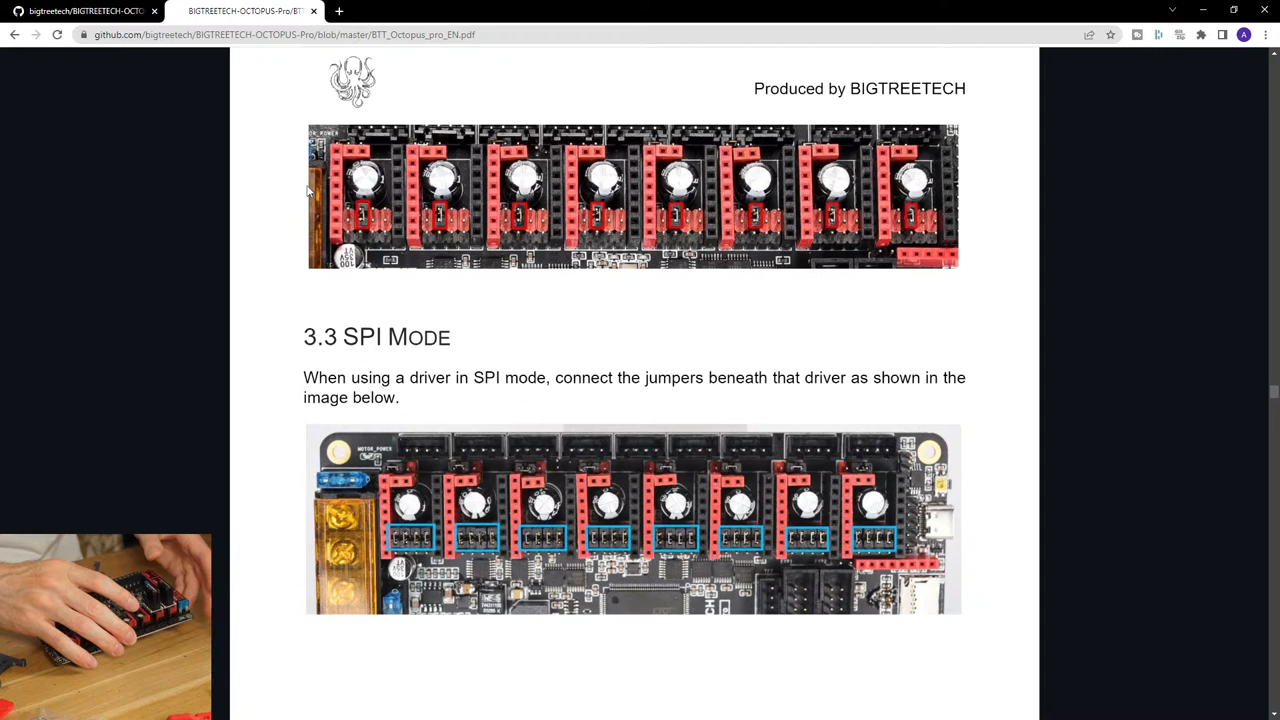 bigtreetech/BIGTREETECH-OCTO
BIGTREETECH-OCTOPUS-Pro/BTT
github.com/bigtreetech/BIGTREETECH-OCTOPUS-Pro/blob/master/BTT_Octopus_pro_EN.pdf
A
Produced by BIGTREETECH
3.3 SPI MODE
When using a driver in SPI mode, connect the jumpers beneath that driver as shown in the
image below.
MOTOR_POWER